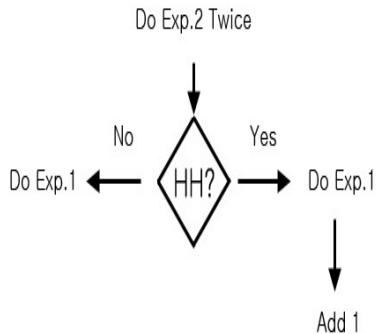 Do Exp.2 Twice
No
Yes
Do Exp.1
HH?
Do Exp.1
Add 1